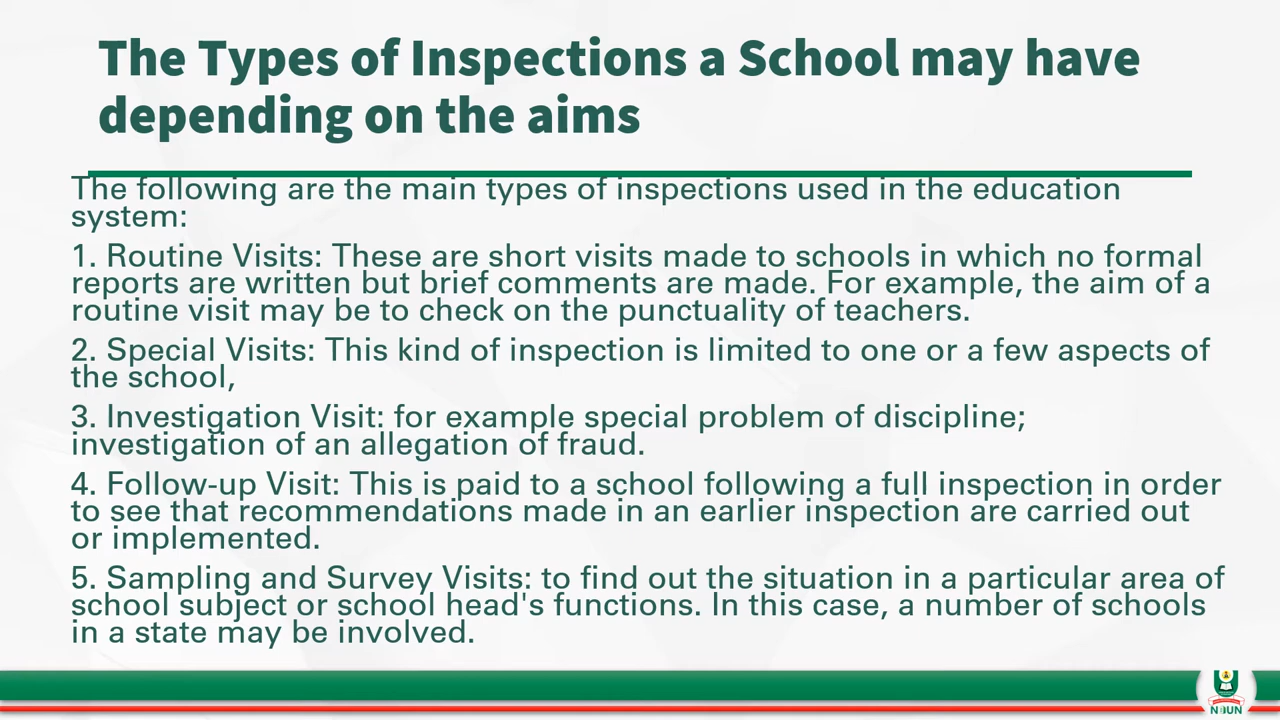 The Types of Inspections a School may have
depending on the aims
The following are the main types of inspections used in the education
system:
1. Routine Visits: These are short visits made to schools in which no formal
reports are written but brief comments are made. For example, the aim of a
routine visit may be to check on the punctuality of teachers.
2. Special Visits: This kind of inspection is limited to one or a few aspects of
the school,
3. Investigation Visit: for example special problem of discipline;
investigation of an allegation of fraud.
4. Follow-up Visit: This is paid to a school following a full inspection in order
to see that recommendations made in an earlier inspection are carried out
or implemented.
5. Sampling and Survey Visits: to find out the situation in a particular area of
school subject or school head's functions. In this case, a number of schools
in a state may be involved.
NOUN